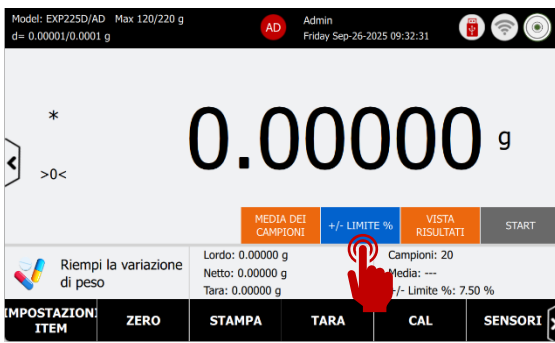 Model: EXP225D/AD Max 120/220 g
d= 0.00001/0.0001 g
AD
Admin
Friday Sep-26-2025 09:32:31
*
>0<
0.00000 g
MEDIA DEI
CAMPIONI
+/- LIMITE %
VISTA
RISULTATI
START
Riempi la variazione
di peso
Lordo: 0.00000 g
Netto: 0.00000 g
Tara: 0.00000 g
Campioni: 20
Media: ---
+/- Limite %: 7.50 %
IMPOSTAZIONI
ITEM
ZERO
STAMPA
TARA
CAL
SENSORI